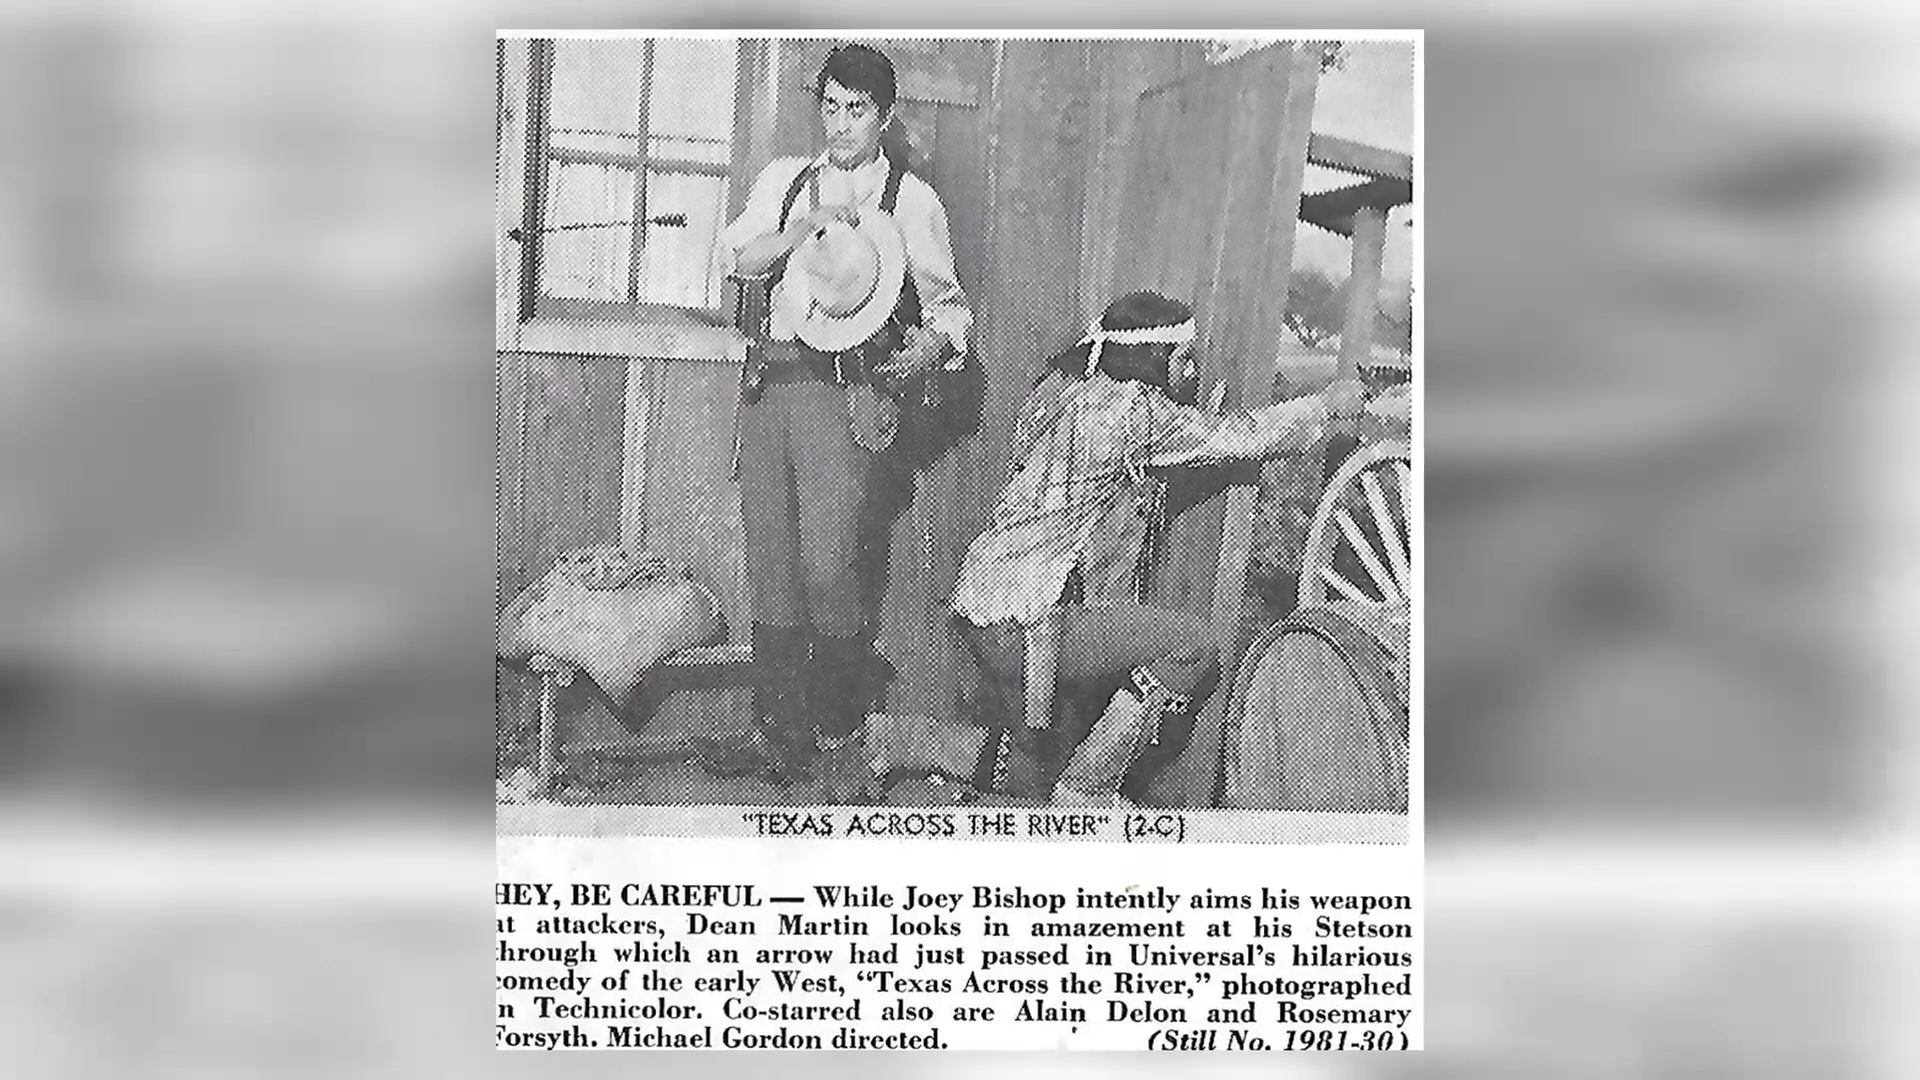 "TEXAS ACROSS THE RIVER" (2-C)
HEY, BE CAREFUL — While Joey Bishop intently aims his weapon
at attackers, Dean Martin looks in amazement at his Stetson
through which an arrow had just passed in Universal's hilarious
comedy of the early West, "Texas Across the River," photographed
in Technicolor. Co-starred also are Alain Delon and Rosemary
Forsyth. Michael Gordon directed. (Still No. 1981-30)